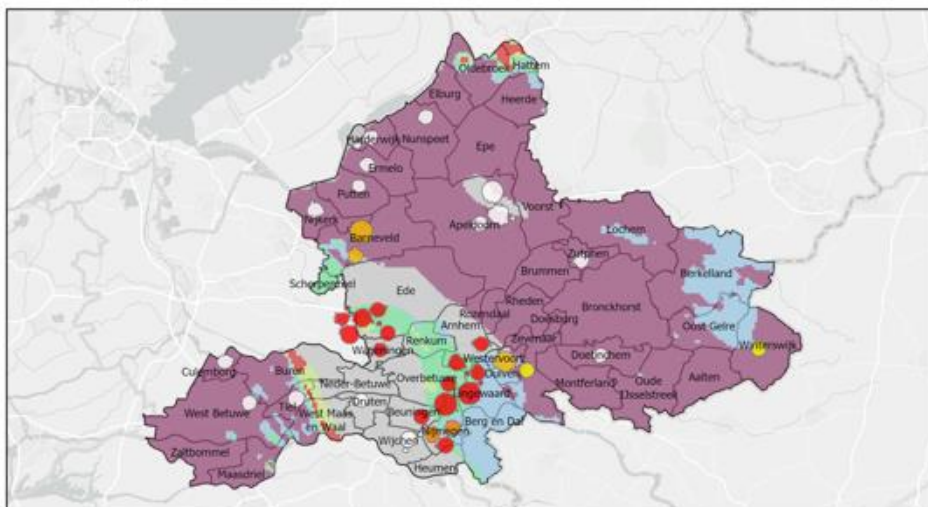 Oldebroek
Hattem
Elburg
Heerde
Nunspeet
Harderwijk
Epe
Ermelo
Putten
Voorst
Nijkerk
Apeldoorn
Lochem
Barneveld
Zutphen
Brummen
Berkelland
Scherpenzeel
Ede
Rheden
Bronckhorst
Rozendaal
Doesburg
Arnhem
Oost Gelre
Renkum
Zevenaar
Winterswijk
Wageningen
Westervoort
Doetinchem
Culemborg
Buren
Duiven
Neder-Betuwe
Overbetuwe
Montferland
Oude
IJsselstreek
Aalten
Lingewaard
West Betuwe
Tiel
Druten
West Maas
en Waal
Beuningen
Berg en Dal
Nijmegen
Zaltbommel
Wijchen
Maasdriel
Heumen